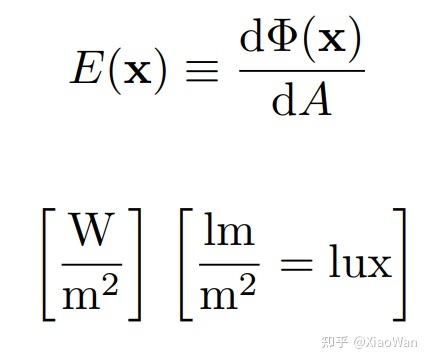 E(x) ≡ dΦ(x)/dA
[W/m²] [lm/m² = lux]
知乎 @XiaoWan